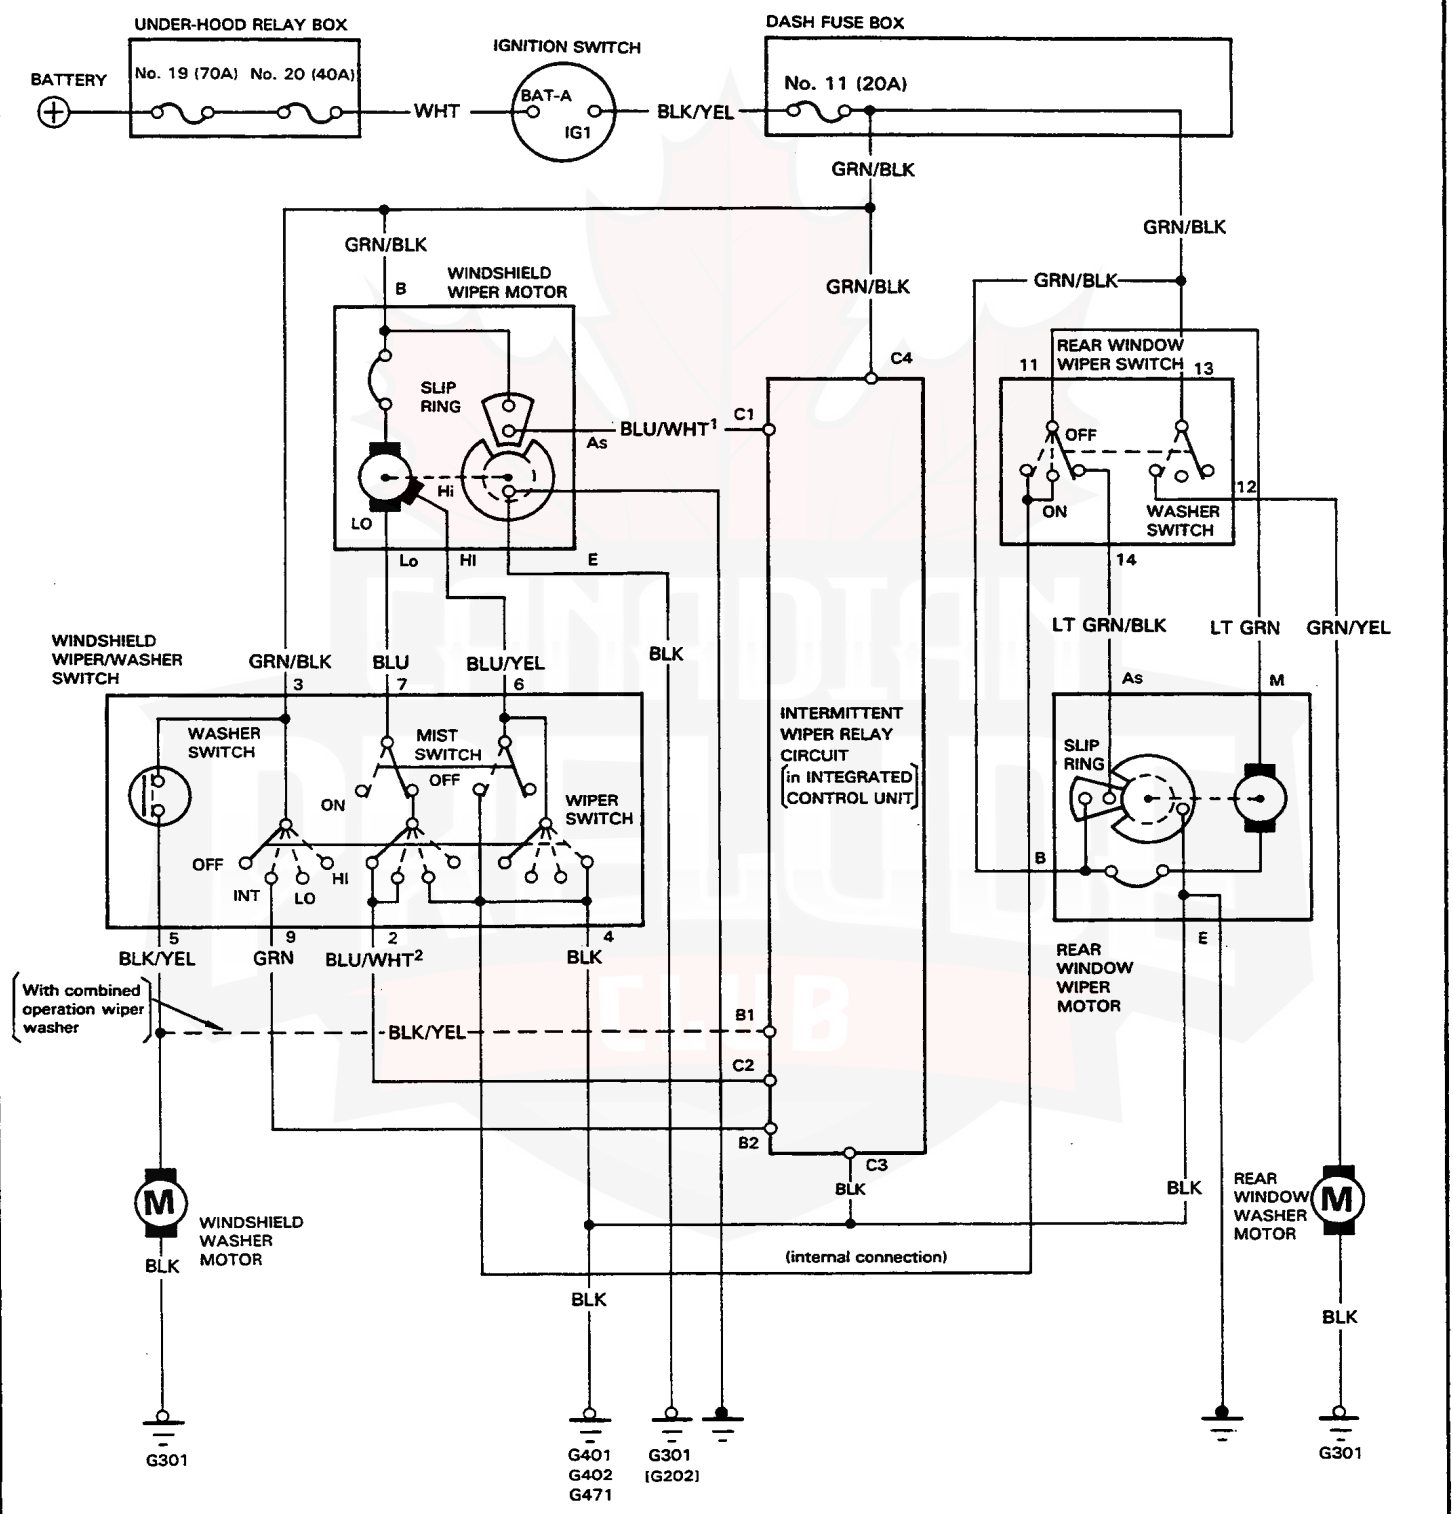 UNDER-HOOD RELAY BOX
DASH FUSE BOX
IGNITION SWITCH
BATTERY
No. 19 (70A) No. 20 (40A)
No. 11 (20A)
BAT-A
WHT
BLK/YEL
IG1
GRN/BLK
GRN/BLK
GRN/BLK
WINDSHIELD
WIPER MOTOR
GRN/BLK
GRN/BLK
B
REAR WINDOW
WIPER SWITCH
C4
11
13
SLIP
RING
C1
BLU/WHT1
As
OFF
Hi
12
LO
ON
WASHER
SWITCH
Lo
HI
E
14
LT GRN/BLK
LT GRN
GRN/YEL
WINDSHIELD
WIPER/WASHER
SWITCH
GRN/BLK
BLU
BLU/YEL
BLK
3
7
6
As
M
WASHER
SWITCH
MIST
SWITCH
OFF
INTERMITTENT
WIPER RELAY
CIRCUIT
[in INTEGRATED
CONTROL UNIT]
SLIP
RING
ON
WIPER
SWITCH
OFF
HI
INT
LO
B
5
9
2
4
E
BLK/YEL
GRN
BLU/WHT2
BLK
REAR
WINDOW
WIPER
MOTOR
[With combined
operation wiper
washer]
BLK/YEL
B1
C2
B2
C3
BLK
BLK
M
WINDSHIELD
WASHER
MOTOR
REAR
WINDOW
WASHER
MOTOR
M
BLK
(internal connection)
BLK
BLK
G301
G401
G402
G471
G301
[G202]
G301
CANADIAN
PRELUDE
CLUB